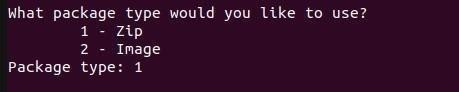 What package type would you like to use?
1 - Zip
2 - Image
Package type: 1